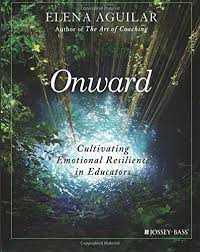 ELENA AGUILAR
Author of The Art of Coaching
Onward
Cultivating
Emotional Resilience
in Educators
JOSSEY-BASS